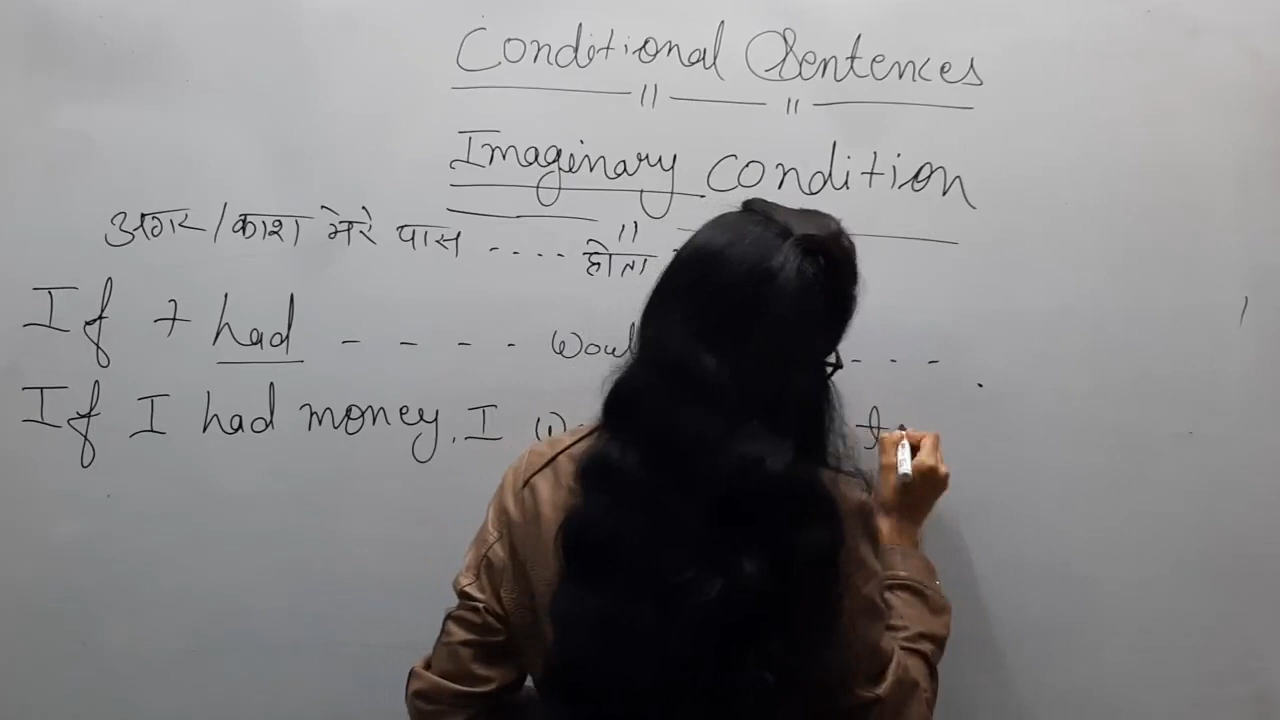 Conditional Sentences
Imaginary Condition
अगर/काश मेरे पास .... होता
If + had - - - - - - -
If I had money, I